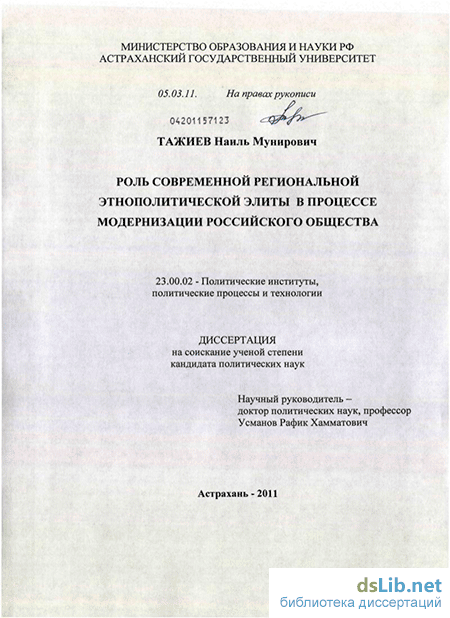 МИНИСТЕРСТВО ОБРАЗОВАНИЯ И НАУКИ РФ
АСТРАХАНСКИЙ ГОСУДАРСТВЕННЫЙ УНИВЕРСИТЕТ
05.03.11. На правах рукописи
04201157123
ТАЖИЕВ Наиль Мунирович
РОЛЬ СОВРЕМЕННОЙ РЕГИОНАЛЬНОЙ
ЭТНОПОЛИТИЧЕСКОЙ ЭЛИТЫ В ПРОЦЕССЕ
МОДЕРНИЗАЦИИ РОССИЙСКОГО ОБЩЕСТВА
23.00.02 - Политические институты,
политические процессы и технологии
ДИССЕРТАЦИЯ
на соискание ученой степени
кандидата политических наук
Научный руководитель –
доктор политических наук, профессор
Усманов Рафик Хамматович
Астрахань - 2011
dsLib.net
библиотека диссертаций